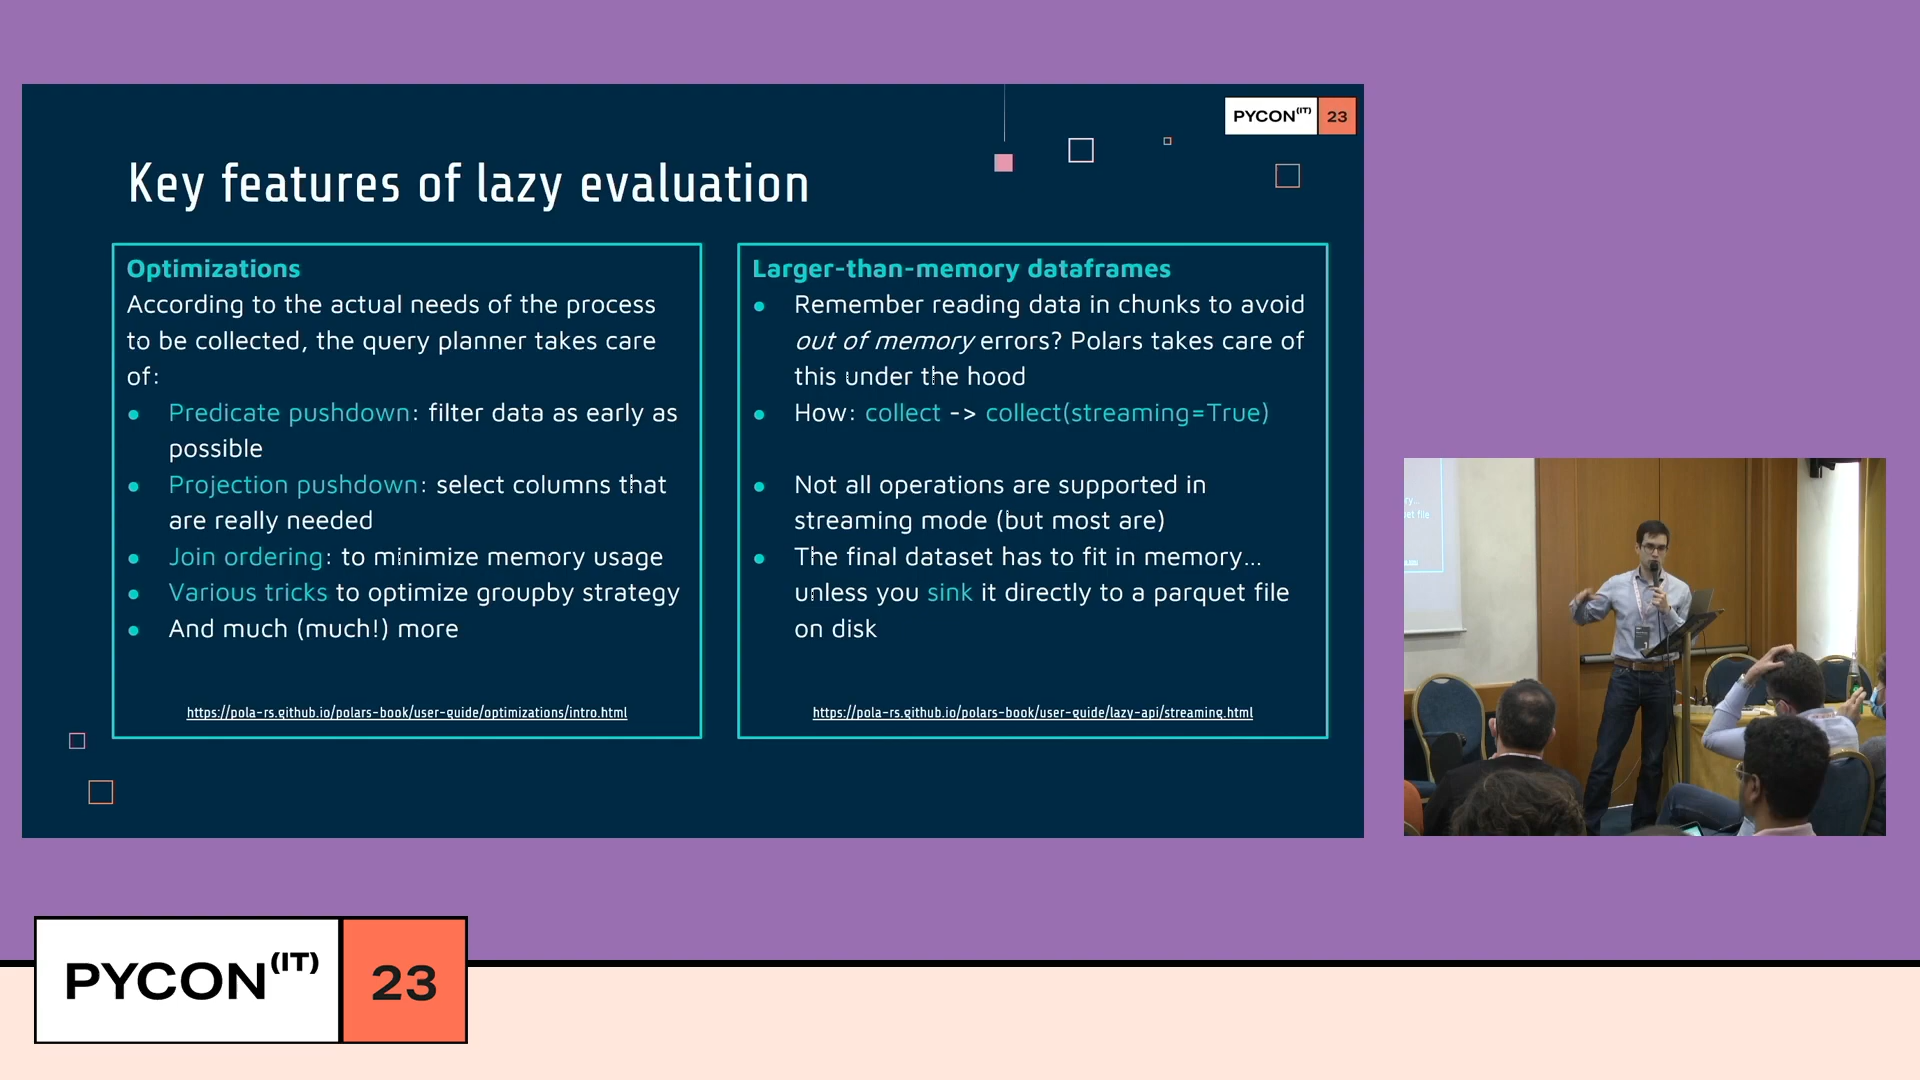 PYCON(IT) 23
Key features of lazy evaluation
Optimizations
According to the actual needs of the process
to be collected, the query planner takes care
of:
● Predicate pushdown: filter data as early as
possible
● Projection pushdown: select columns that
are really needed
● Join ordering: to minimize memory usage
● Various tricks to optimize groupby strategy
● And much (much!) more
https://pola-rs.github.io/polars-book/user-guide/optimizations/intro.html
Larger-than-memory dataframes
● Remember reading data in chunks to avoid
out of memory errors? Polars takes care of
this under the hood
● How: collect -> collect(streaming=True)
● Not all operations are supported in
streaming mode (but most are)
● The final dataset has to fit in memory...
unless you sink it directly to a parquet file
on disk
https://pola-rs.github.io/polars-book/user-guide/lazy-api/streaming.html
PYCON(IT) 23